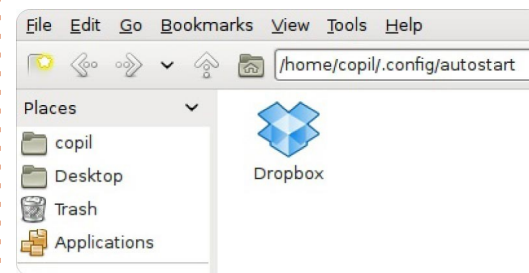 File Edit Go Bookmarks View Tools Help
/home/copil/.config/autostart
Places
copil
Desktop
Trash
Applications
Dropbox